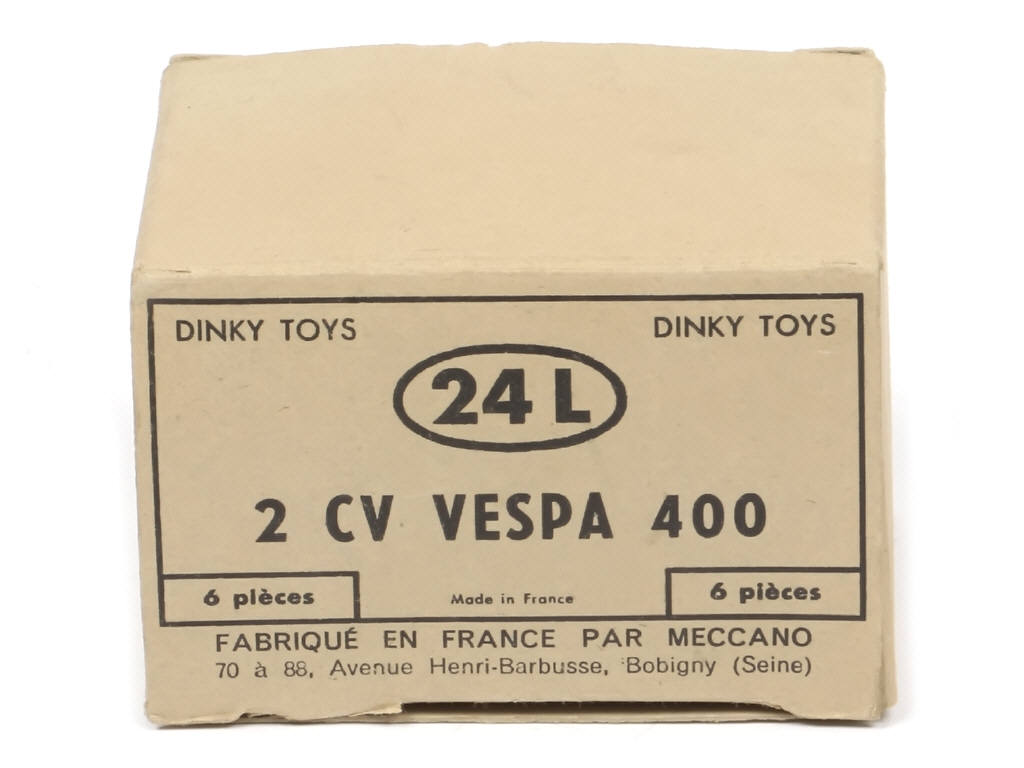 DINKY TOYS DINKY TOYS
24 L
2 CV VESPA 400
6 pièces Made in France 6 pièces
FABRIQUÉ EN FRANCE PAR MECCANO
70 à 88, Avenue Henri-Barbusse, Bobigny (Seine)